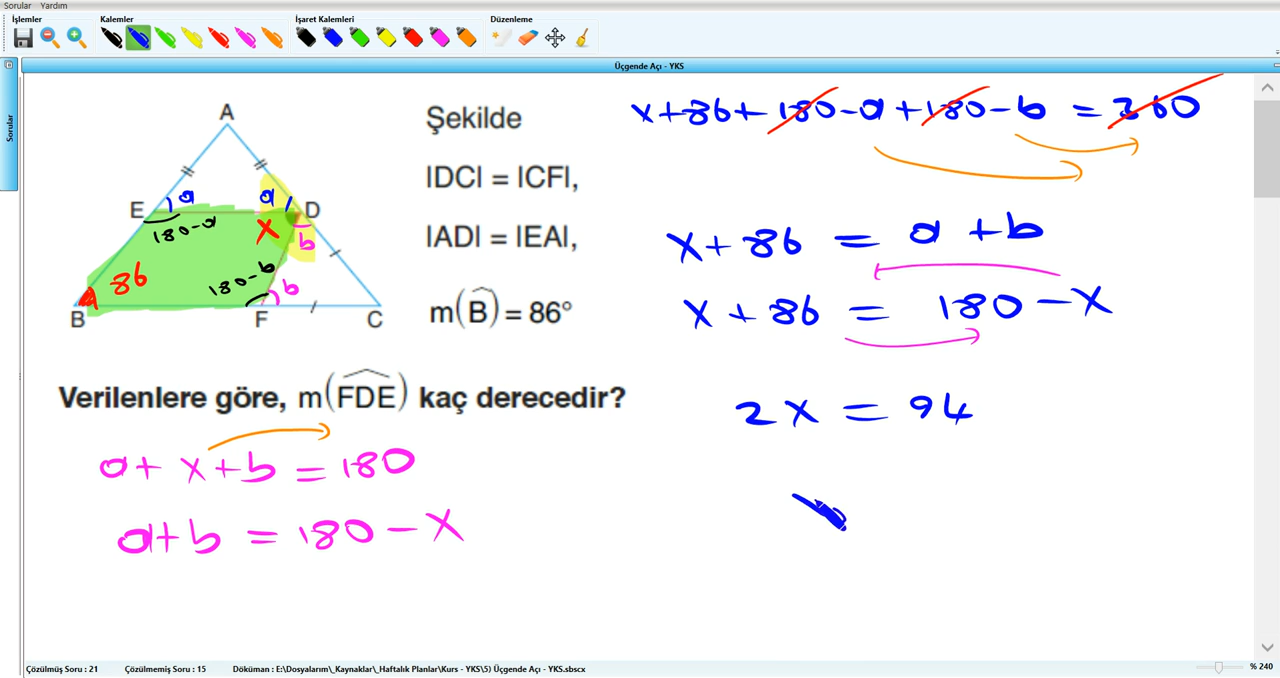 Sorular Yardım
İşlemler Kalemler İşaret Kalemleri Düzenleme
Üçgende Açı - YKS
Sorular
A
E
D
B
F
C
a
a
180-a
x
b
86
180-b
b
Şekilde
|DC| = |CF|,
|AD| = |EA|,
m(B̂) = 86°
Verilenlere göre, m(FDE) kaç derecedir?
a + x + b = 180
a+b = 180 - x
x+86+180-a+180-b = 360
x+86 = a+b
x+86 = 180-x
2x = 94
Çözülmüş Soru : 21 Çözülmemiş Soru : 15 Döküman : E:\Dosyalarım\_Kaynaklar\_Haftalık Planlar\Kurs - YKS\5) Üçgende Açı - YKS.sbscx % 240